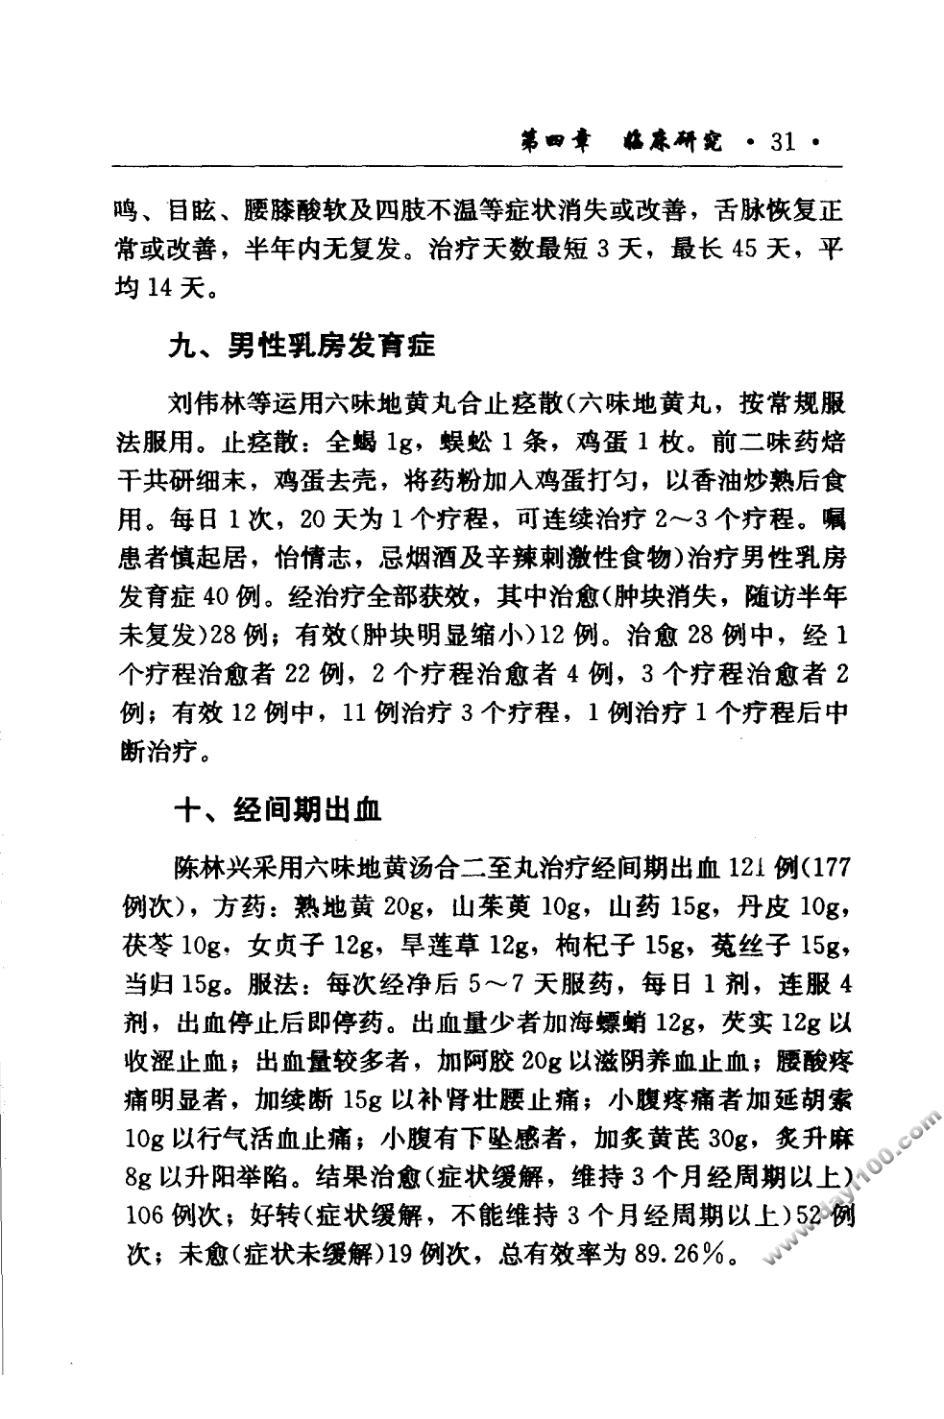 第四章 临床研究 · 31 ·
鸣、目眩、腰膝酸软及四肢不温等症状消失或改善，舌脉恢复正
常或改善，半年内无复发。治疗天数最短 3 天，最长 45 天，平
均 14 天。
九、男性乳房发育症
刘伟林等运用六味地黄丸合止痉散(六味地黄丸，按常规服
法服用。止痉散：全蝎 1g，蜈蚣 1 条，鸡蛋 1 枚。前二味药焙
干共研细末，鸡蛋去壳，将药粉加入鸡蛋打匀，以香油炒熟后食
用。每日 1 次，20 天为 1 个疗程，可连续治疗 2～3 个疗程。嘱
患者慎起居，怡情志，忌烟酒及辛辣刺激性食物)治疗男性乳房
发育症 40 例。经治疗全部获效，其中治愈(肿块消失，随访半年
未复发)28 例；有效(肿块明显缩小)12 例。治愈 28 例中，经 1
个疗程治愈者 22 例，2 个疗程治愈者 4 例，3 个疗程治愈者 2
例；有效 12 例中，11 例治疗 3 个疗程，1 例治疗 1 个疗程后中
断治疗。
十、经间期出血
陈林兴采用六味地黄汤合二至丸治疗经间期出血 121 例(177
例次)，方药：熟地黄 20g，山茱萸 10g，山药 15g，丹皮 10g，
茯苓 10g，女贞子 12g，旱莲草 12g，枸杞子 15g，菟丝子 15g，
当归 15g。服法：每次经净后 5～7 天服药，每日 1 剂，连服 4
剂，出血停止后即停药。出血量少者加海螵蛸 12g，芡实 12g 以
收涩止血；出血量较多者，加阿胶 20g 以滋阴养血止血；腰酸疼
痛明显者，加续断 15g 以补肾壮腰止痛；小腹疼痛者加延胡索
10g 以行气活血止痛；小腹有下坠感者，加炙黄芪 30g，炙升麻
8g 以升阳举陷。结果治愈(症状缓解，维持 3 个月经周期以上)
106 例次；好转(症状缓解，不能维持 3 个月经周期以上)52 例
次；未愈(症状未缓解)19 例次，总有效率为 89.26%。
www.day100.com